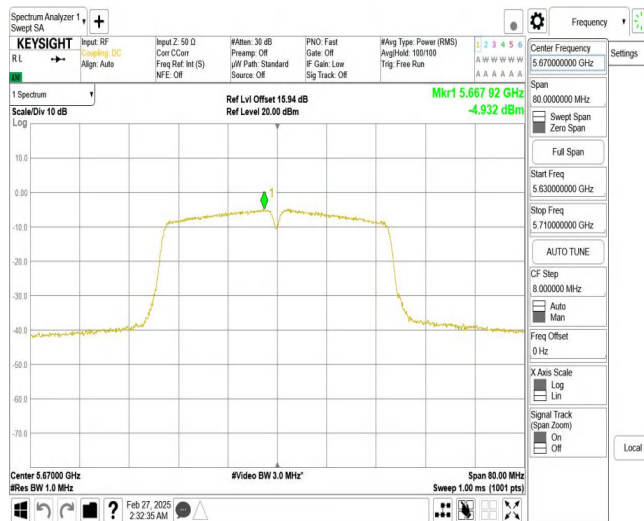 Spectrum Analyzer 1
Swept SA
Frequency
KEYSIGHT
RL
Input: RF
Coupling: DC
Align: Auto
Input Z: 50 Ω
Corr CCorr
Freq Ref: Int (S)
NFE: Off
#Atten: 30 dB
Preamp: Off
µW Path: Standard
Source: Off
PNO: Fast
Gate: Off
IF Gain: Low
Sig Track: Off
#Avg Type: Power (RMS)
Avg|Hold: 100/100
Trig: Free Run
1 2 3 4 5 6
A W W W W W
A A A A A A
1 Spectrum
Scale/Div 10 dB
Log
Ref Lvl Offset 15.94 dB
Ref Level 20.00 dBm
Mkr1 5.667 92 GHz
-4.932 dBm
1
10.0
0.00
-10.0
-20.0
-30.0
-40.0
-50.0
-60.0
-70.0
Center 5.67000 GHz
#Res BW 1.0 MHz
#Video BW 3.0 MHz*
Span 80.00 MHz
Sweep 1.00 ms (1001 pts)
Feb 27, 2025
2:32:35 AM
Center Frequency
5.670000000 GHz
Settings
Span
80.0000000 MHz
Swept Span
Zero Span
Full Span
Start Freq
5.630000000 GHz
Stop Freq
5.710000000 GHz
AUTO TUNE
CF Step
8.000000 MHz
Auto
Man
Freq Offset
0 Hz
X Axis Scale
Log
Lin
Signal Track
(Span Zoom)
On
Off
Local